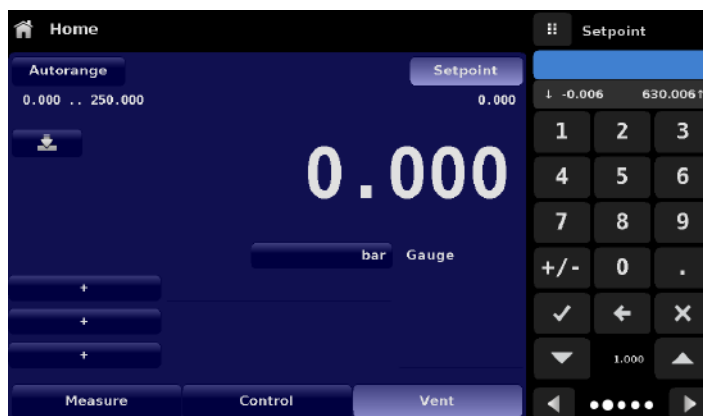 Home
Setpoint
Autorange
Setpoint
0.000 .. 250.000
0.000
↓ -0.006 630.006↑
0.000
bar Gauge
+
+
+
Measure Control Vent
1 2 3
4 5 6
7 8 9
+/- 0 .
1.000